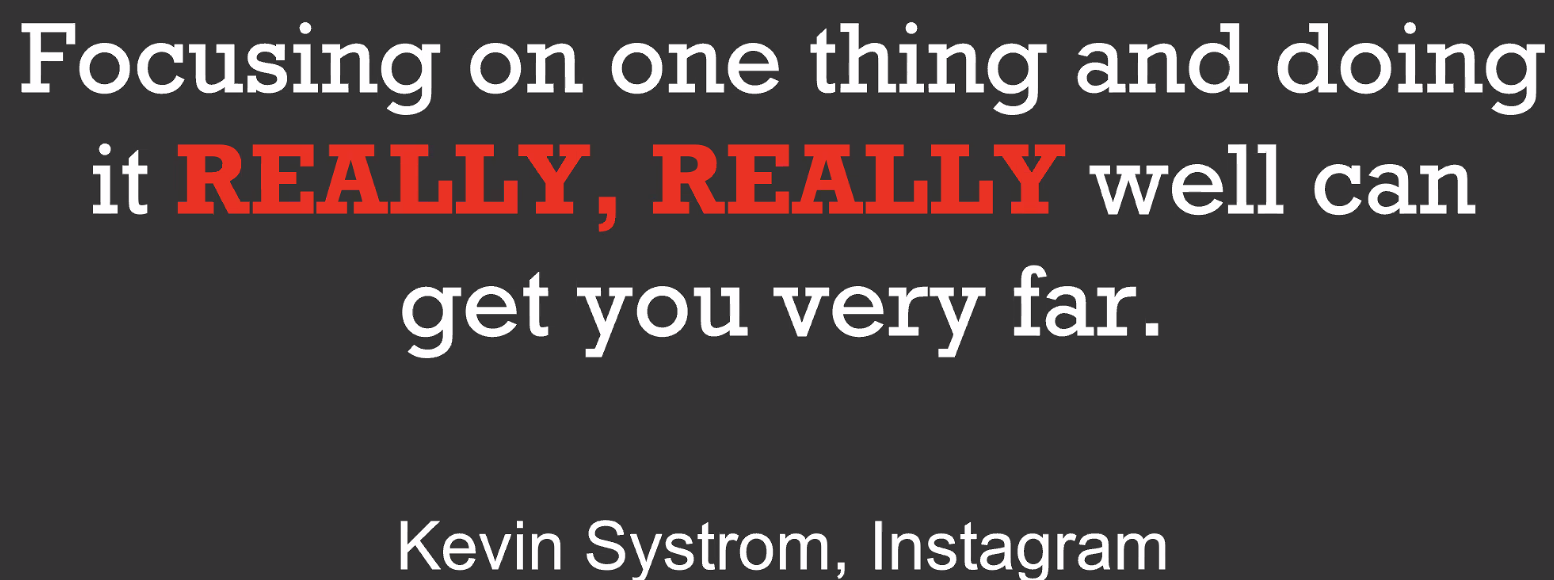 Focusing on one thing and doing
it REALLY, REALLY well can
get you very far.
Kevin Systrom, Instagram